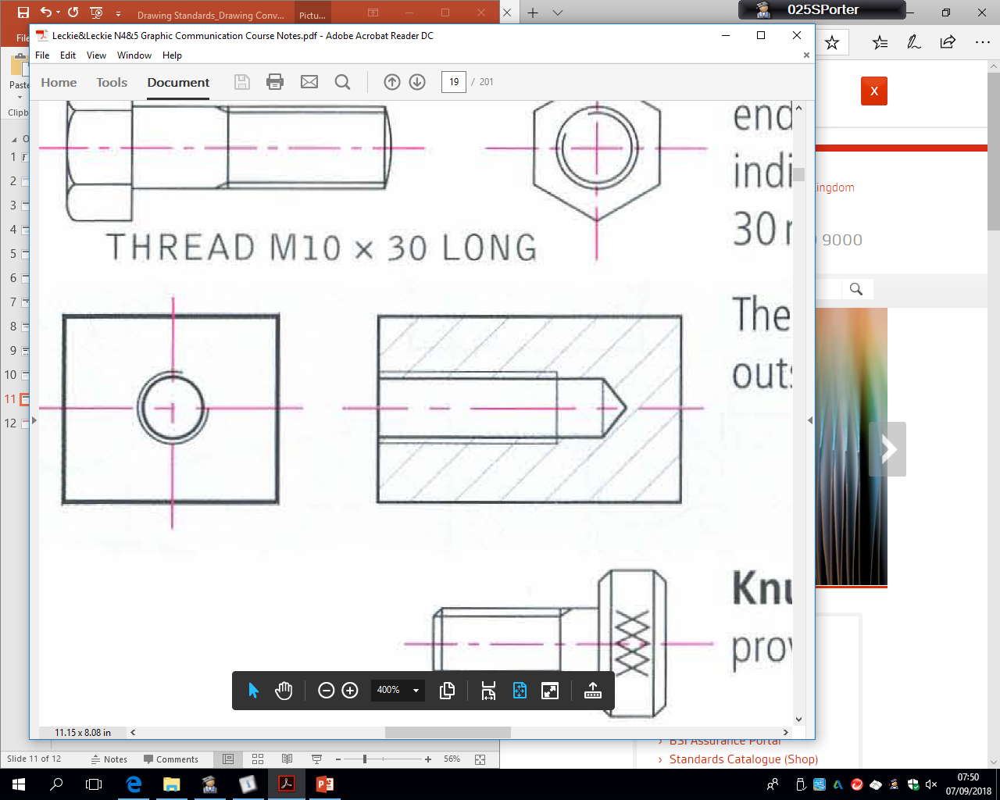 Drawing Standards_Drawing Conv...
Pictu...
025SPorter
Leckie&Leckie N4&5 Graphic Communication Course Notes.pdf - Adobe Acrobat Reader DC
File Edit View Window Help
Home Tools Document
19 / 201
Paste
Clipb
X
end
indi
30
THREAD M10 × 30 LONG
The
Knu
kingdom
9000
1
2
3
4
5
6
7
8
9
10
11
12
400%
11.15 x 8.08 in
BSI Assurance Portal
Standards Catalogue (Shop)
Slide 11 of 12
Notes
Comments
56%
07:50
07/09/2018